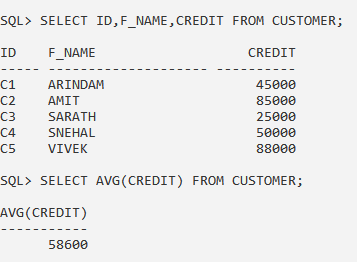 SQL> SELECT ID,F_NAME,CREDIT FROM CUSTOMER;
ID    F_NAME                   CREDIT
----- -------------------- ----------
C1    ARINDAM                   45000
C2    AMIT                      85000
C3    SARATH                    25000
C4    SNEHAL                    50000
C5    VIVEK                     88000
SQL> SELECT AVG(CREDIT) FROM CUSTOMER;
AVG(CREDIT)
-----------
      58600